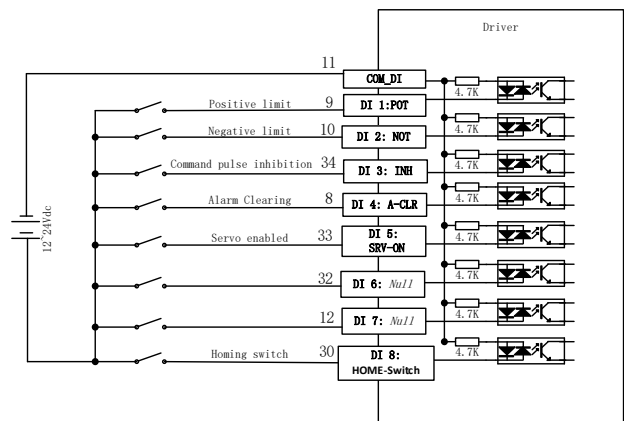 Driver
11
COM_DI
4.7K
Positive limit
9
DI 1:POT
Negative limit
10
DI 2: NOT
4.7K
Command pulse inhibition
34
DI 3: INH
4.7K
Alarm Clearing
8
DI 4: A-CLR
4.7K
Servo enabled
33
DI 5:
SRV-ON
4.7K
12~24Vdc
32
DI 6: Null
4.7K
12
DI 7: Null
4.7K
Homing switch
30
DI 8:
HOME-Switch
4.7K